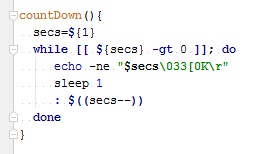 countDown(){
  secs=${1}
  while [[ ${secs} -gt 0 ]]; do
     echo -ne "$secs\033[0K\r"
     sleep 1
     : $((secs--))
  done
}